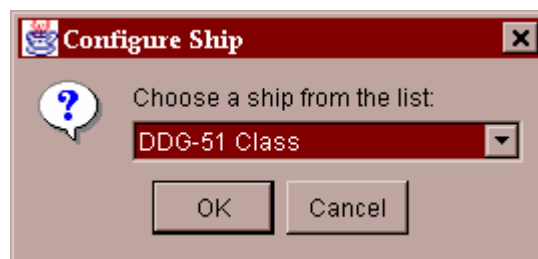 Configure Ship
Choose a ship from the list:
DDG-51 Class
OK Cancel